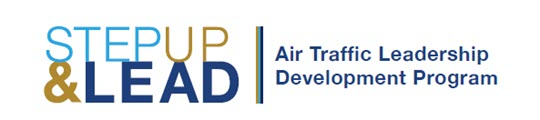 STEPUP
&LEAD
Air Traffic Leadership
Development Program